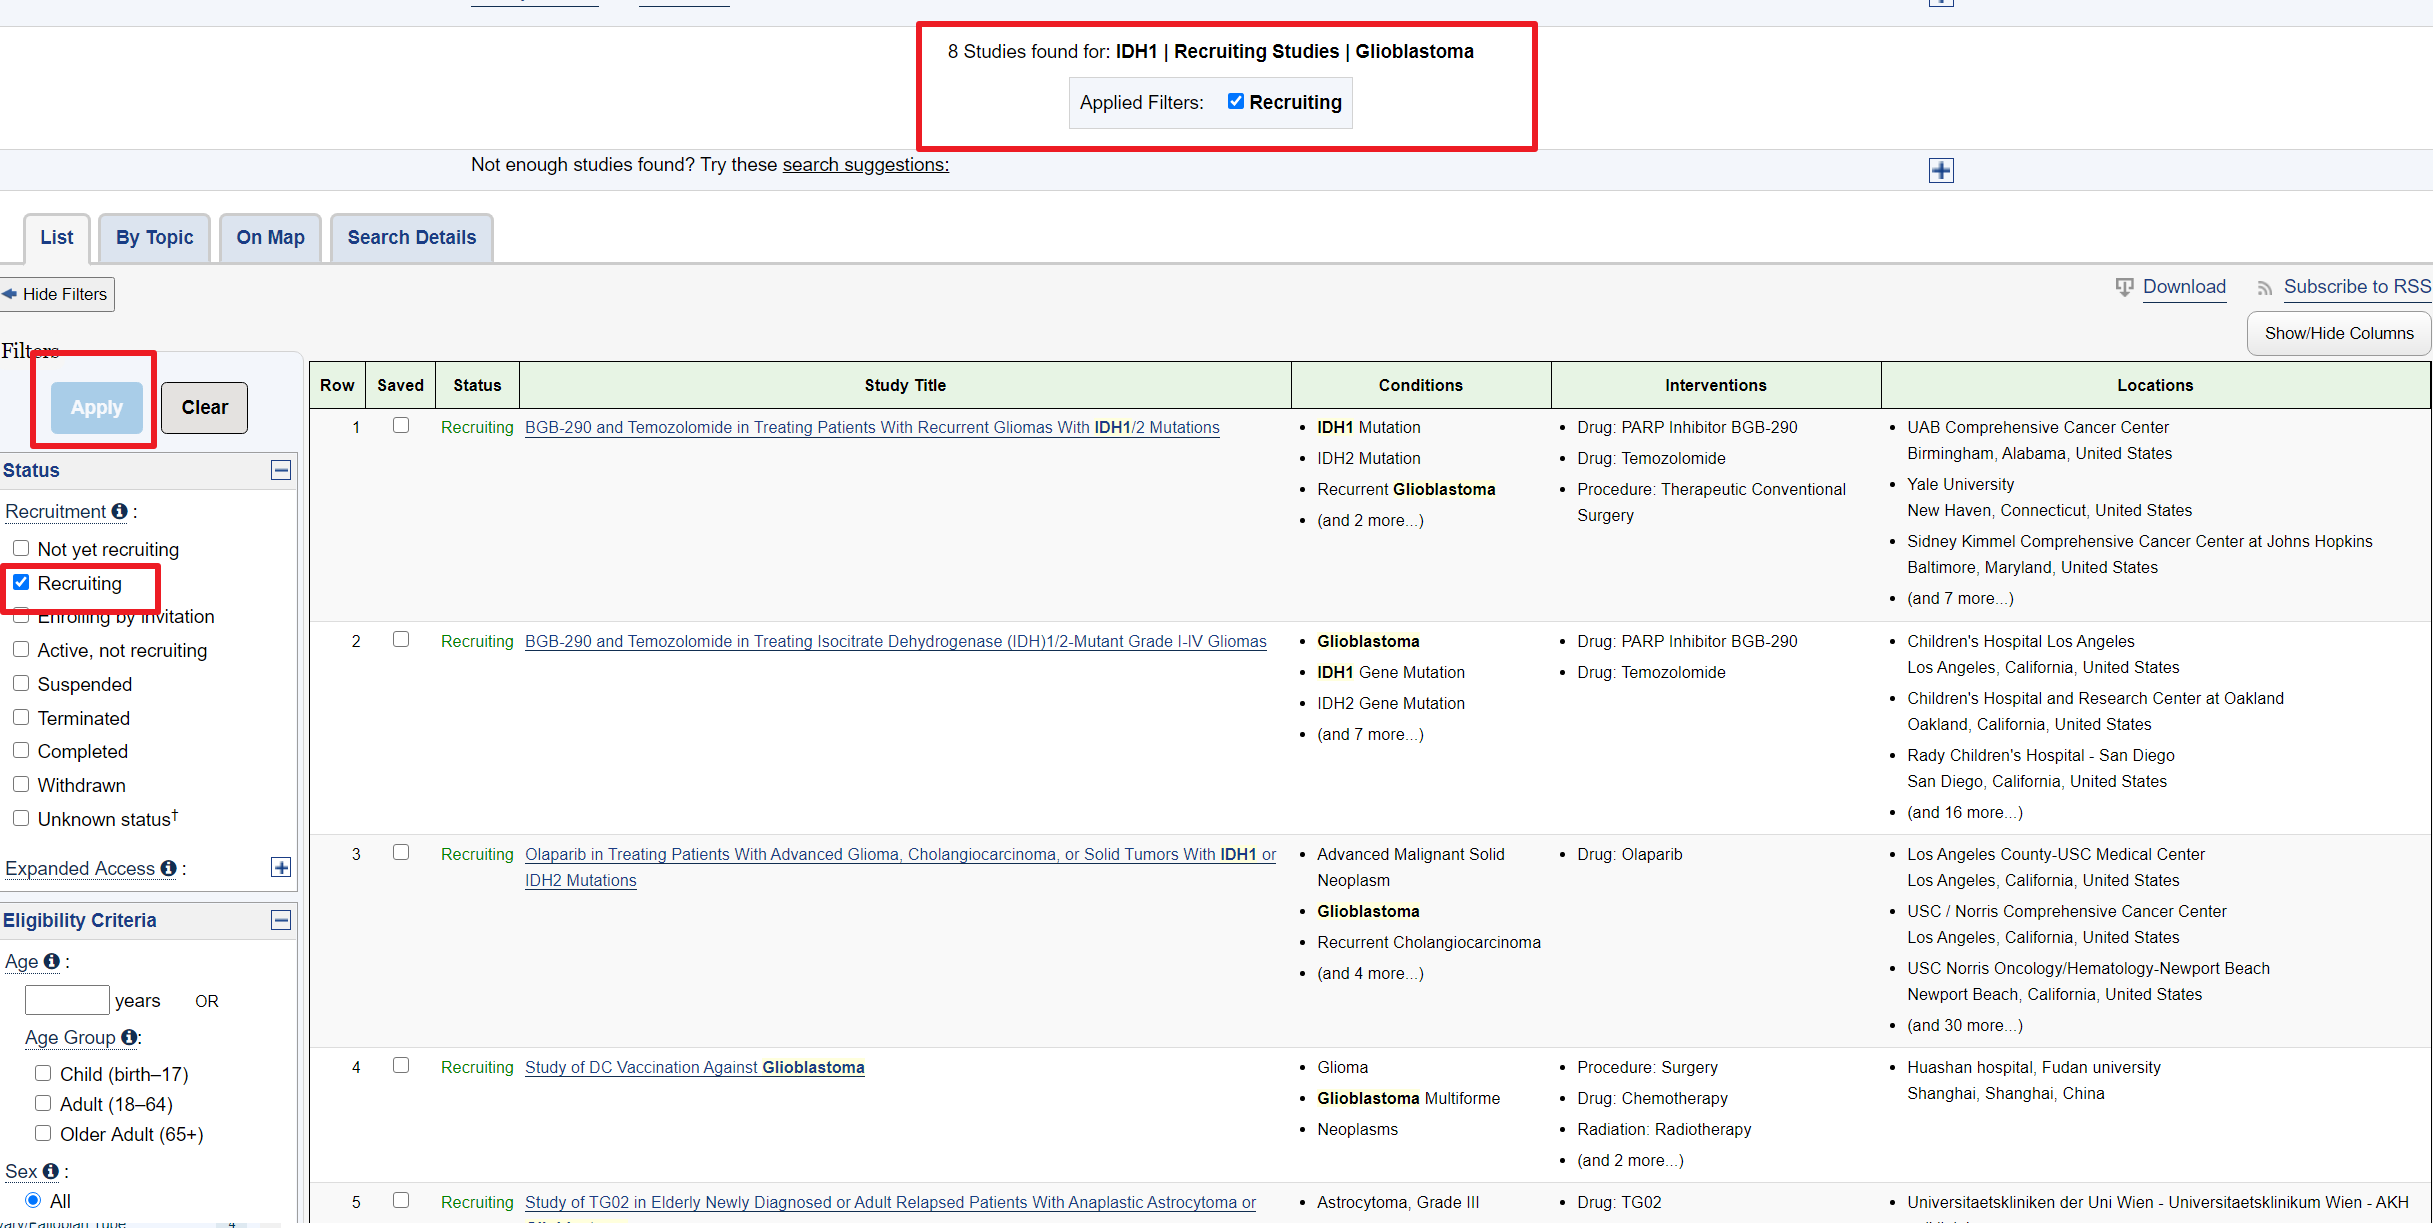 8 Studies found for: IDH1 | Recruiting Studies | Glioblastoma
Applied Filters: Recruiting
Not enough studies found? Try these search suggestions:
List By Topic On Map Search Details
Hide Filters
Download Subscribe to RSS
Show/Hide Columns
Filters
Apply Clear
Status
Recruitment :
Not yet recruiting
Recruiting
Enrolling by invitation
Active, not recruiting
Suspended
Terminated
Completed
Withdrawn
Unknown status†
Expanded Access :
Eligibility Criteria
Age :
years OR
Age Group :
Child (birth–17)
Adult (18–64)
Older Adult (65+)
Sex :
All
Row Saved Status Study Title Conditions Interventions Locations
1 Recruiting BGB-290 and Temozolomide in Treating Patients With Recurrent Gliomas With IDH1/2 Mutations
• IDH1 Mutation
• IDH2 Mutation
• Recurrent Glioblastoma
• (and 2 more...)
• Drug: PARP Inhibitor BGB-290
• Drug: Temozolomide
• Procedure: Therapeutic Conventional
Surgery
• UAB Comprehensive Cancer Center
Birmingham, Alabama, United States
• Yale University
New Haven, Connecticut, United States
• Sidney Kimmel Comprehensive Cancer Center at Johns Hopkins
Baltimore, Maryland, United States
• (and 7 more...)
2 Recruiting BGB-290 and Temozolomide in Treating Isocitrate Dehydrogenase (IDH)1/2-Mutant Grade I-IV Gliomas
• Glioblastoma
• IDH1 Gene Mutation
• IDH2 Gene Mutation
• (and 7 more...)
• Drug: PARP Inhibitor BGB-290
• Drug: Temozolomide
• Children's Hospital Los Angeles
Los Angeles, California, United States
• Children's Hospital and Research Center at Oakland
Oakland, California, United States
• Rady Children's Hospital - San Diego
San Diego, California, United States
• (and 16 more...)
3 Recruiting Olaparib in Treating Patients With Advanced Glioma, Cholangiocarcinoma, or Solid Tumors With IDH1 or
IDH2 Mutations
• Advanced Malignant Solid
Neoplasm
• Glioblastoma
• Recurrent Cholangiocarcinoma
• (and 4 more...)
• Drug: Olaparib
• Los Angeles County-USC Medical Center
Los Angeles, California, United States
• USC / Norris Comprehensive Cancer Center
Los Angeles, California, United States
• USC Norris Oncology/Hematology-Newport Beach
Newport Beach, California, United States
• (and 30 more...)
4 Recruiting Study of DC Vaccination Against Glioblastoma
• Glioma
• Glioblastoma Multiforme
• Neoplasms
• Procedure: Surgery
• Drug: Chemotherapy
• Radiation: Radiotherapy
• (and 2 more...)
• Huashan hospital, Fudan university
Shanghai, Shanghai, China
5 Recruiting Study of TG02 in Elderly Newly Diagnosed or Adult Relapsed Patients With Anaplastic Astrocytoma or
• Astrocytoma, Grade III
• Drug: TG02
• Universitaetskliniken der Uni Wien - Universitaetsklinikum Wien - AKH